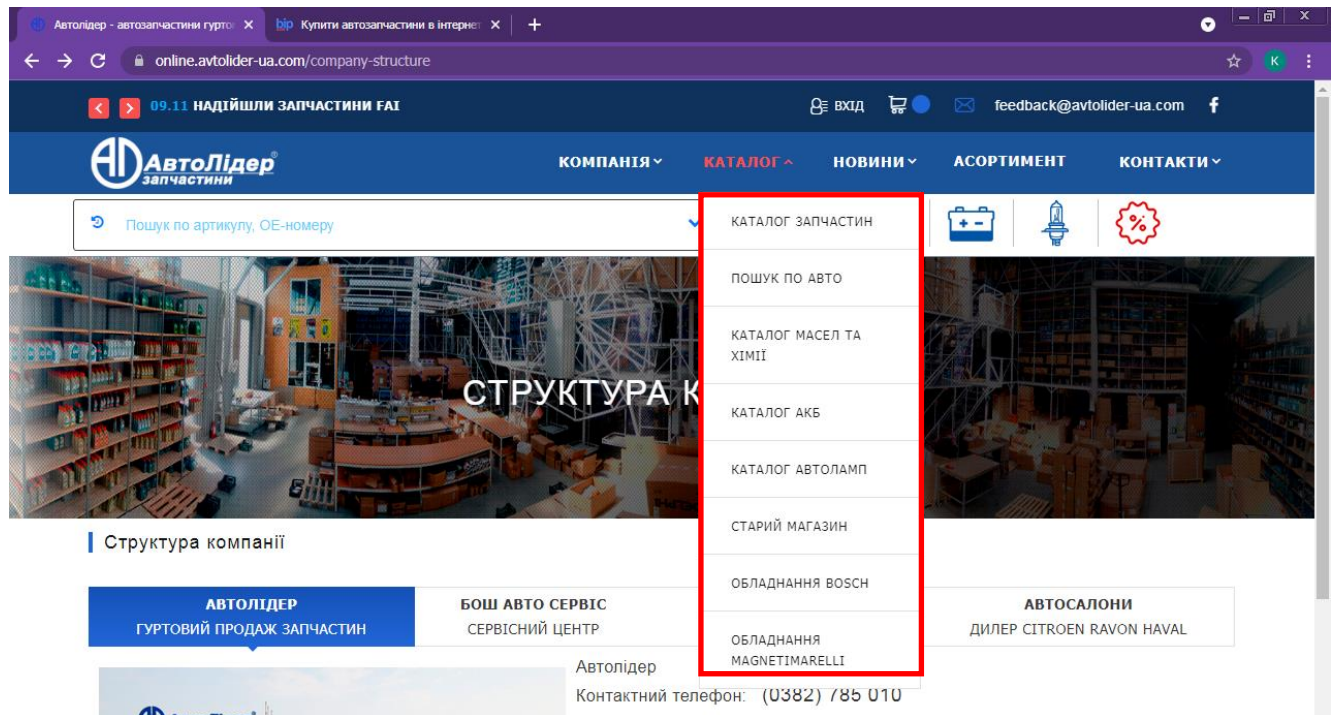 Автолідер - автозапчастини гурто
bip Купити автозапчастини в інтернет
online.avtolider-ua.com/company-structure
K
09.11 НАДІЙШЛИ ЗАПЧАСТИНИ FAI
ВХІД
feedback@avtolider-ua.com
f
АвтоЛідер®
запчастини
КОМПАНІЯ
КАТАЛОГ
НОВИНИ
АСОРТИМЕНТ
КОНТАКТИ
Пошук по артикулу, ОЕ-номеру
КАТАЛОГ ЗАПЧАСТИН
ПОШУК ПО АВТО
КАТАЛОГ МАСЕЛ ТА
ХІМІЇ
КАТАЛОГ АКБ
КАТАЛОГ АВТОЛАМП
СТАРИЙ МАГАЗИН
ОБЛАДНАННЯ BOSCH
ОБЛАДНАННЯ
MAGNETIMARELLI
СТРУКТУРА К
Структура компанії
АВТОЛІДЕР
ГУРТОВИЙ ПРОДАЖ ЗАПЧАСТИН
БОШ АВТО СЕРВІС
СЕРВІСНИЙ ЦЕНТР
АВТОСАЛОНИ
ДИЛЕР CITROEN RAVON HAVAL
Автолідер
Контактний телефон: (0382) 785 010